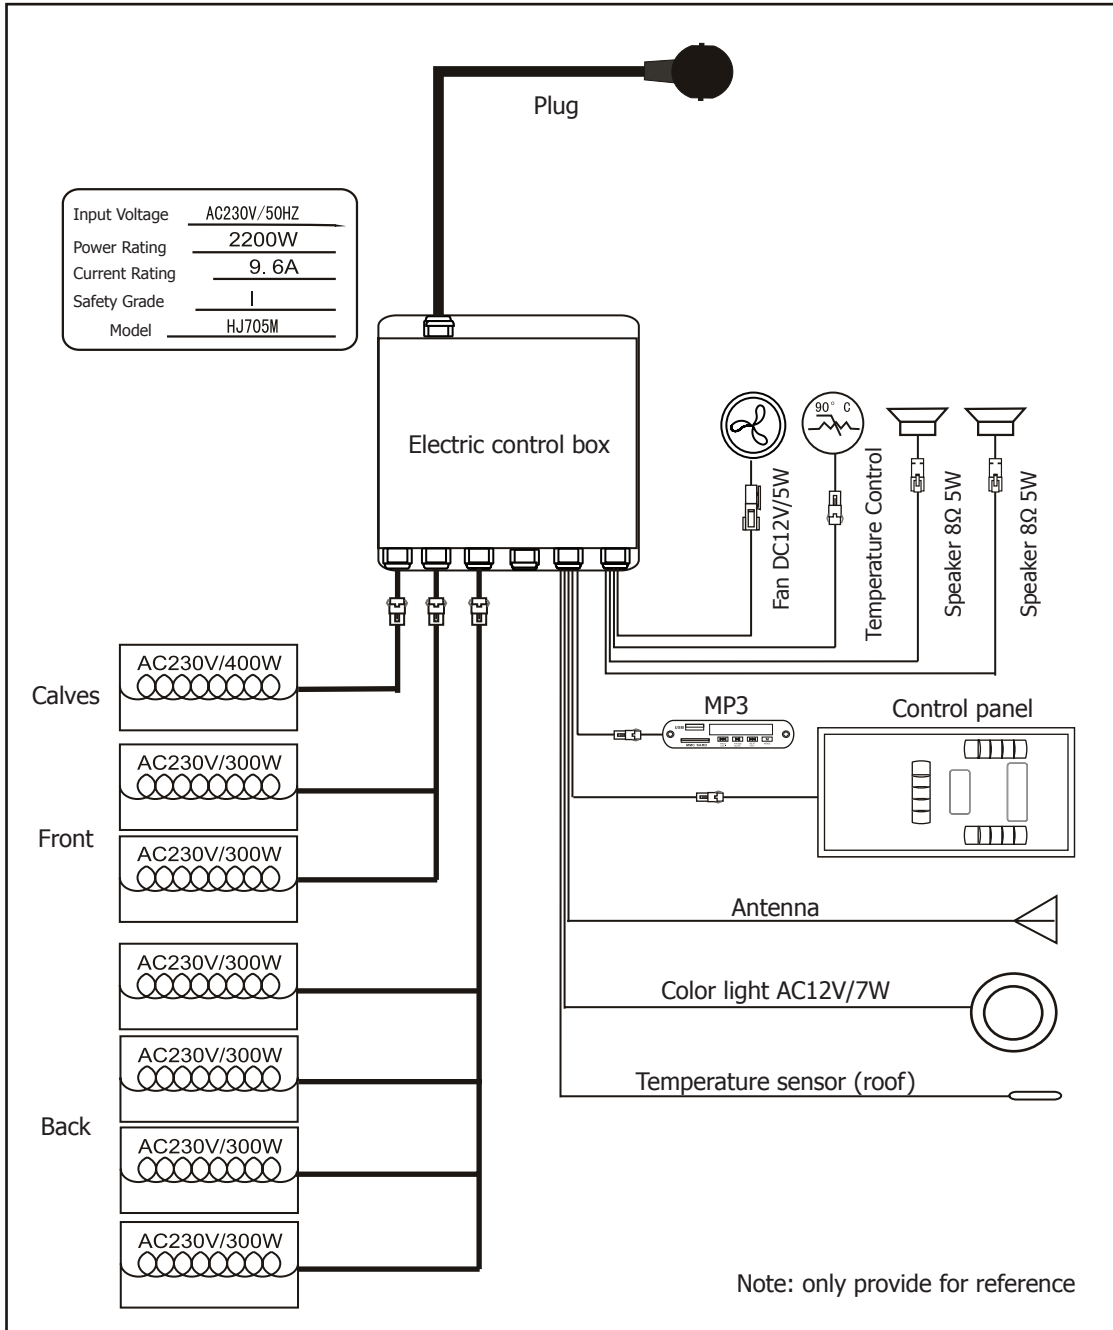 Plug
Input Voltage AC230V/50HZ
Power Rating 2200W
Current Rating 9.6A
Safety Grade I
Model HJ705M
Electric control box
Fan DC12V/5W
90° C
Temperature Control
Speaker 8Ω 5W
Speaker 8Ω 5W
Calves
AC230V/400W
AC230V/300W
Front
AC230V/300W
AC230V/300W
AC230V/300W
Back
AC230V/300W
AC230V/300W
MP3
USB
Control panel
Antenna
Color light AC12V/7W
Temperature sensor (roof)
Note: only provide for reference